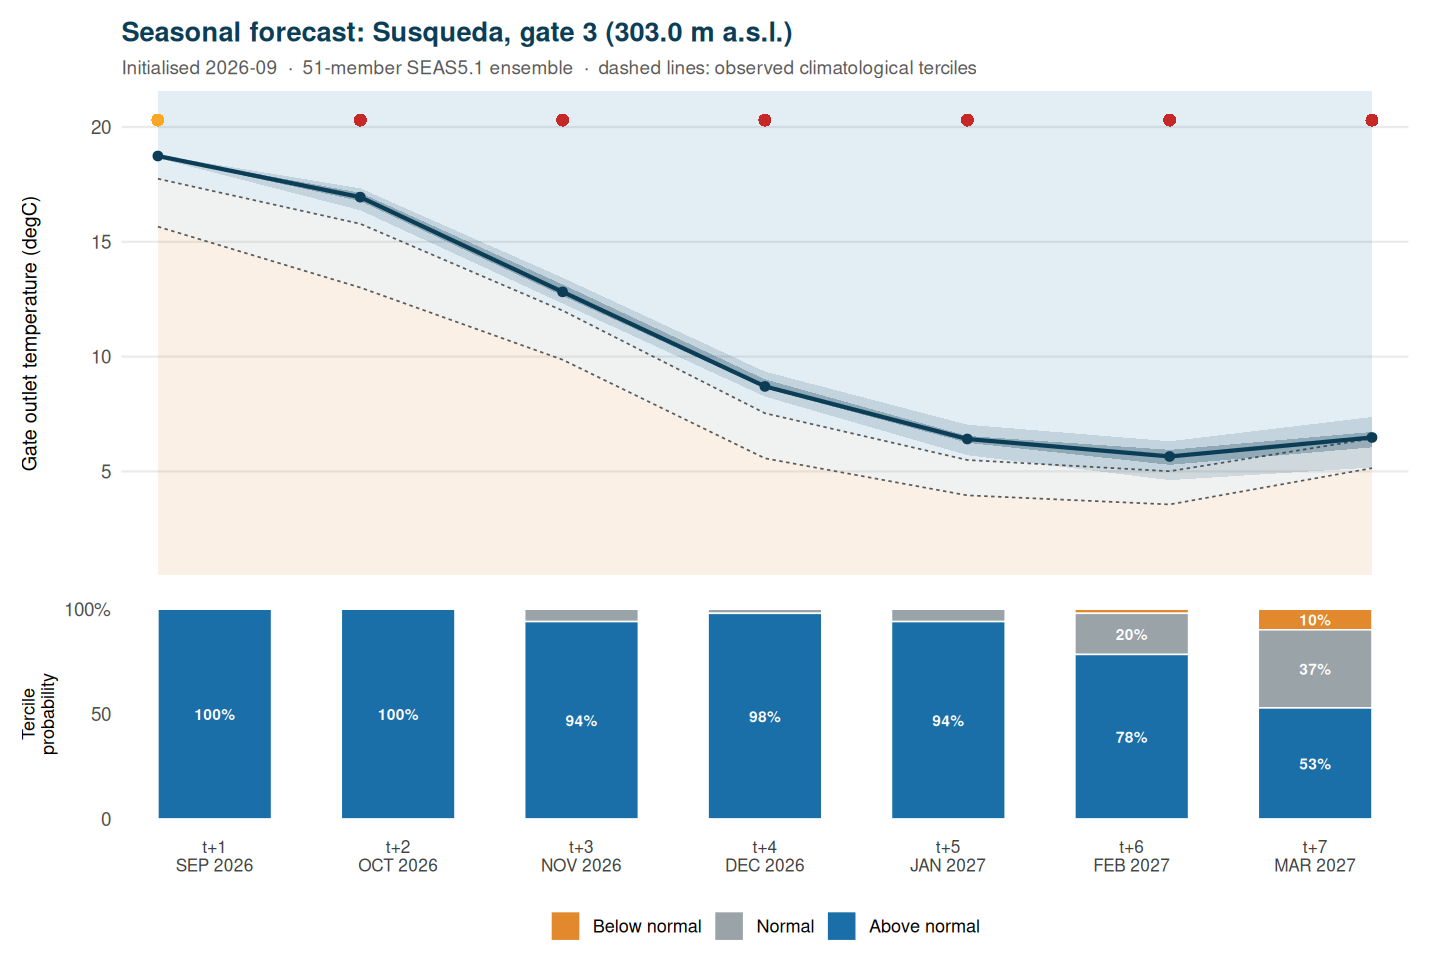 Seasonal forecast: Susqueda, gate 3 (303.0 m a.s.l.)
Initialised 2026-09 · 51-member SEAS5.1 ensemble · dashed lines: observed climatological terciles
Gate outlet temperature (degC)
20
15
10
5
Tercile
probability
100%
50
0
100%
100%
94%
98%
94%
20%
78%
10%
37%
53%
t+1
SEP 2026
t+2
OCT 2026
t+3
NOV 2026
t+4
DEC 2026
t+5
JAN 2027
t+6
FEB 2027
t+7
MAR 2027
Below normal
Normal
Above normal